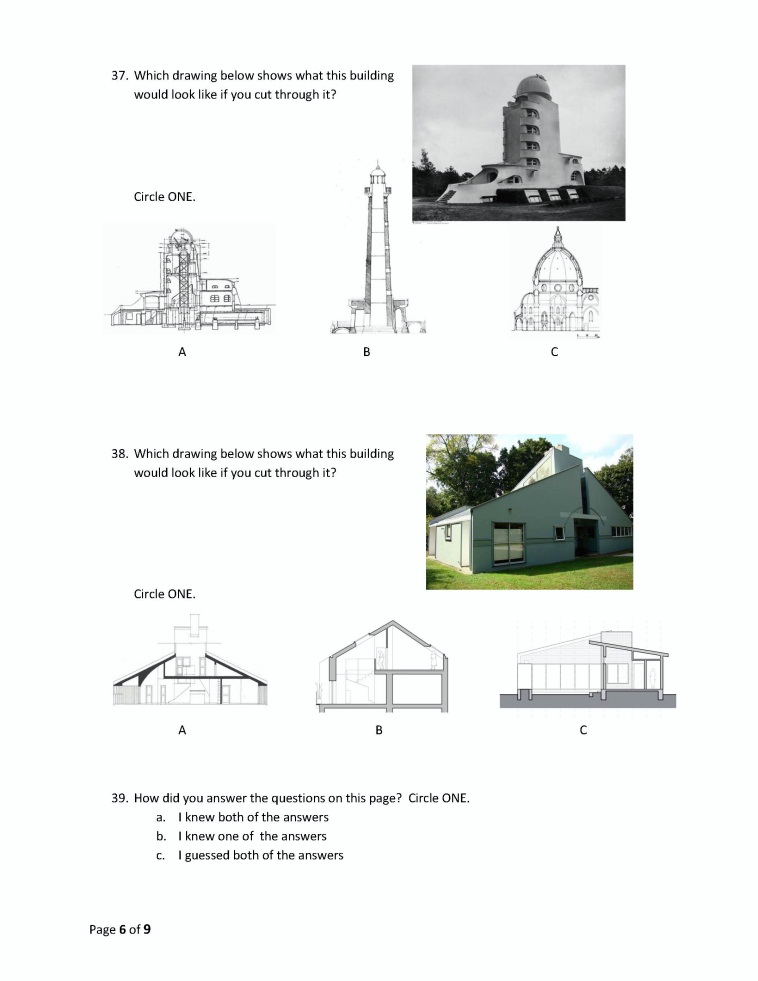 37. Which drawing below shows what this building
would look like if you cut through it?
Circle ONE.
A
B
C
38. Which drawing below shows what this building
would look like if you cut through it?
Circle ONE.
A
B
C
39. How did you answer the questions on this page?  Circle ONE.
a. I knew both of the answers
b. I knew one of  the answers
c. I guessed both of the answers
Page 6 of 9